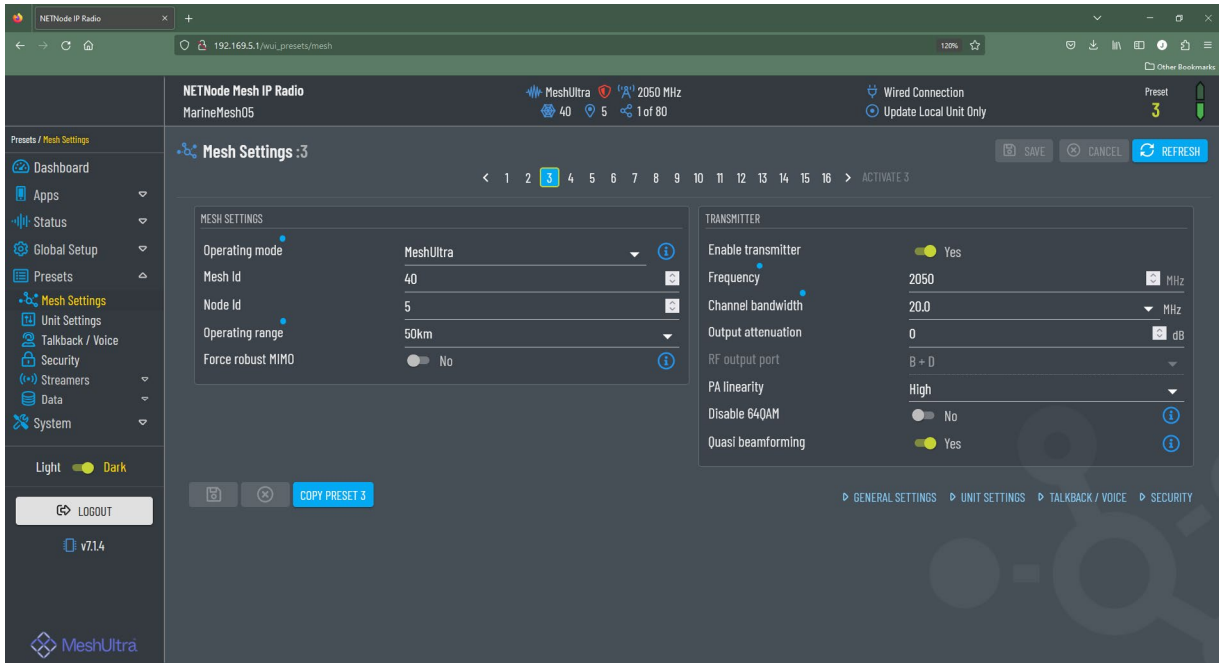 NETNode IP Radio
192.169.5.1/wui_presets/mesh
120%
Other Bookmarks
NETNode Mesh IP Radio
MarineMesh05
MeshUltra 2050 MHz
40 5 1 of 80
Wired Connection
Update Local Unit Only
Preset
3
Presets / Mesh Settings
Dashboard
Apps
Status
Global Setup
Presets
Mesh Settings
Unit Settings
Talkback / Voice
Security
Streamers
Data
System
Light Dark
LOGOUT
v7.1.4
MeshUltra
Mesh Settings :3
SAVE CANCEL REFRESH
< 1 2 3 4 5 6 7 8 9 10 11 12 13 14 15 16 > ACTIVATE 3
MESH SETTINGS
Operating mode MeshUltra
Mesh Id 40
Node Id 5
Operating range 50km
Force robust MIMO No
TRANSMITTER
Enable transmitter Yes
Frequency 2050 MHz
Channel bandwidth 20.0 MHz
Output attenuation 0 dB
RF output port B + D
PA linearity High
Disable 64QAM No
Quasi beamforming Yes
COPY PRESET 3
GENERAL SETTINGS UNIT SETTINGS TALKBACK / VOICE SECURITY